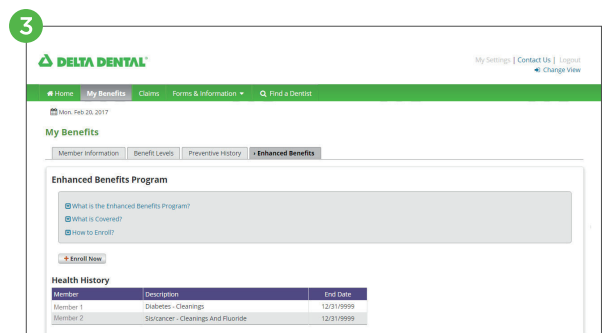 3
DELTA DENTAL®
My Settings | Contact Us | Logout
Change View
Home My Benefits Claims Forms & Information Find a Dentist
Mon. Feb 20, 2017
My Benefits
Member Information Benefit Levels Preventive History › Enhanced Benefits
Enhanced Benefits Program
What is the Enhanced Benefits Program?
What is Covered?
How to Enroll?
+ Enroll Now
Health History
Member Description End Date
Member 1 Diabetes - Cleanings 12/31/9999
Member 2 Sis/cancer - Cleanings And Fluoride 12/31/9999